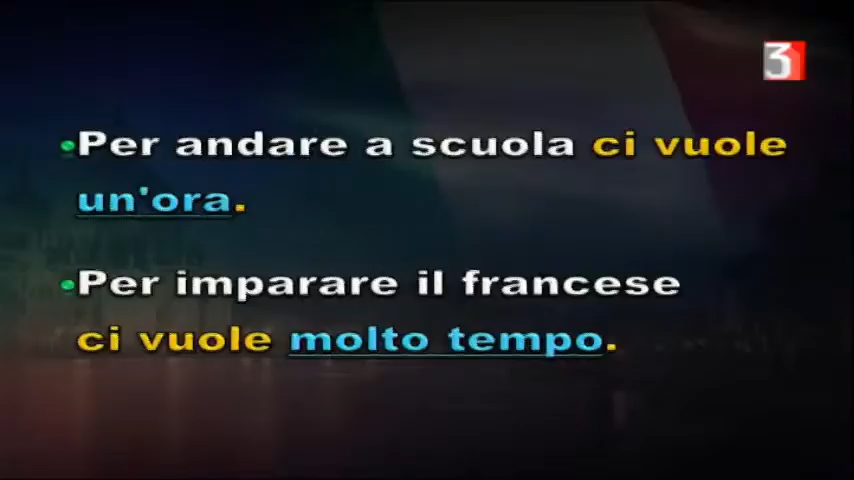 3
•Per andare a scuola ci vuole
un'ora.
•Per imparare il francese
ci vuole molto tempo.